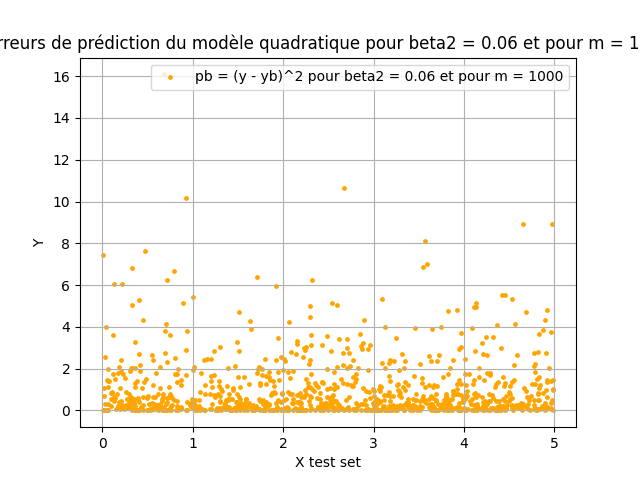 rreurs de prédiction du modèle quadratique pour beta2 = 0.06 et pour m = 1
pb = (y - yb)^2 pour beta2 = 0.06 et pour m = 1000
16
14
12
10
8
6
4
2
0
Y
0 1 2 3 4 5
X test set